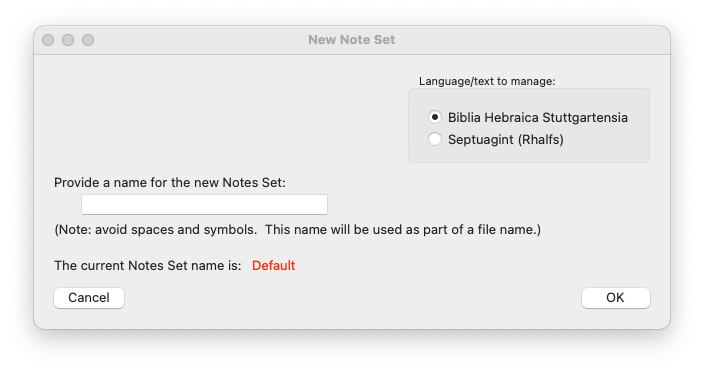 New Note Set
Language/text to manage:
Biblia Hebraica Stuttgartensia
Septuagint (Rhalfs)
Provide a name for the new Notes Set:
(Note: avoid spaces and symbols.  This name will be used as part of a file name.)
The current Notes Set name is:   Default
Cancel
OK